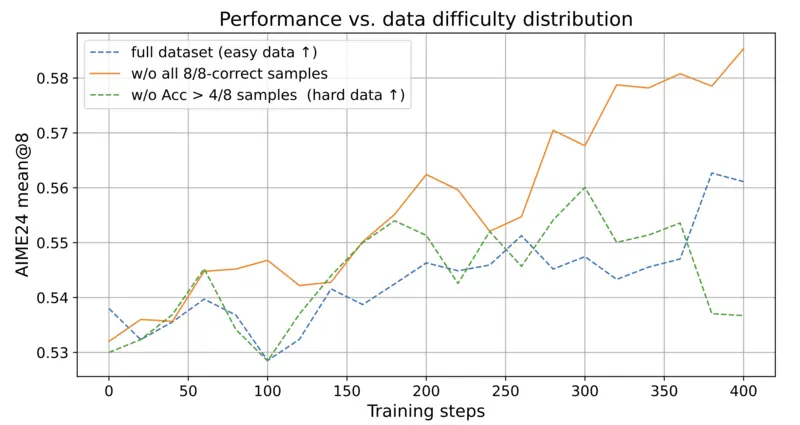 Performance vs. data difficulty distribution
full dataset (easy data ↑)
w/o all 8/8-correct samples
w/o Acc > 4/8 samples  (hard data ↑)
AIME24 mean@8
0.58
0.57
0.56
0.55
0.54
0.53
0 50 100 150 200 250 300 350 400
Training steps